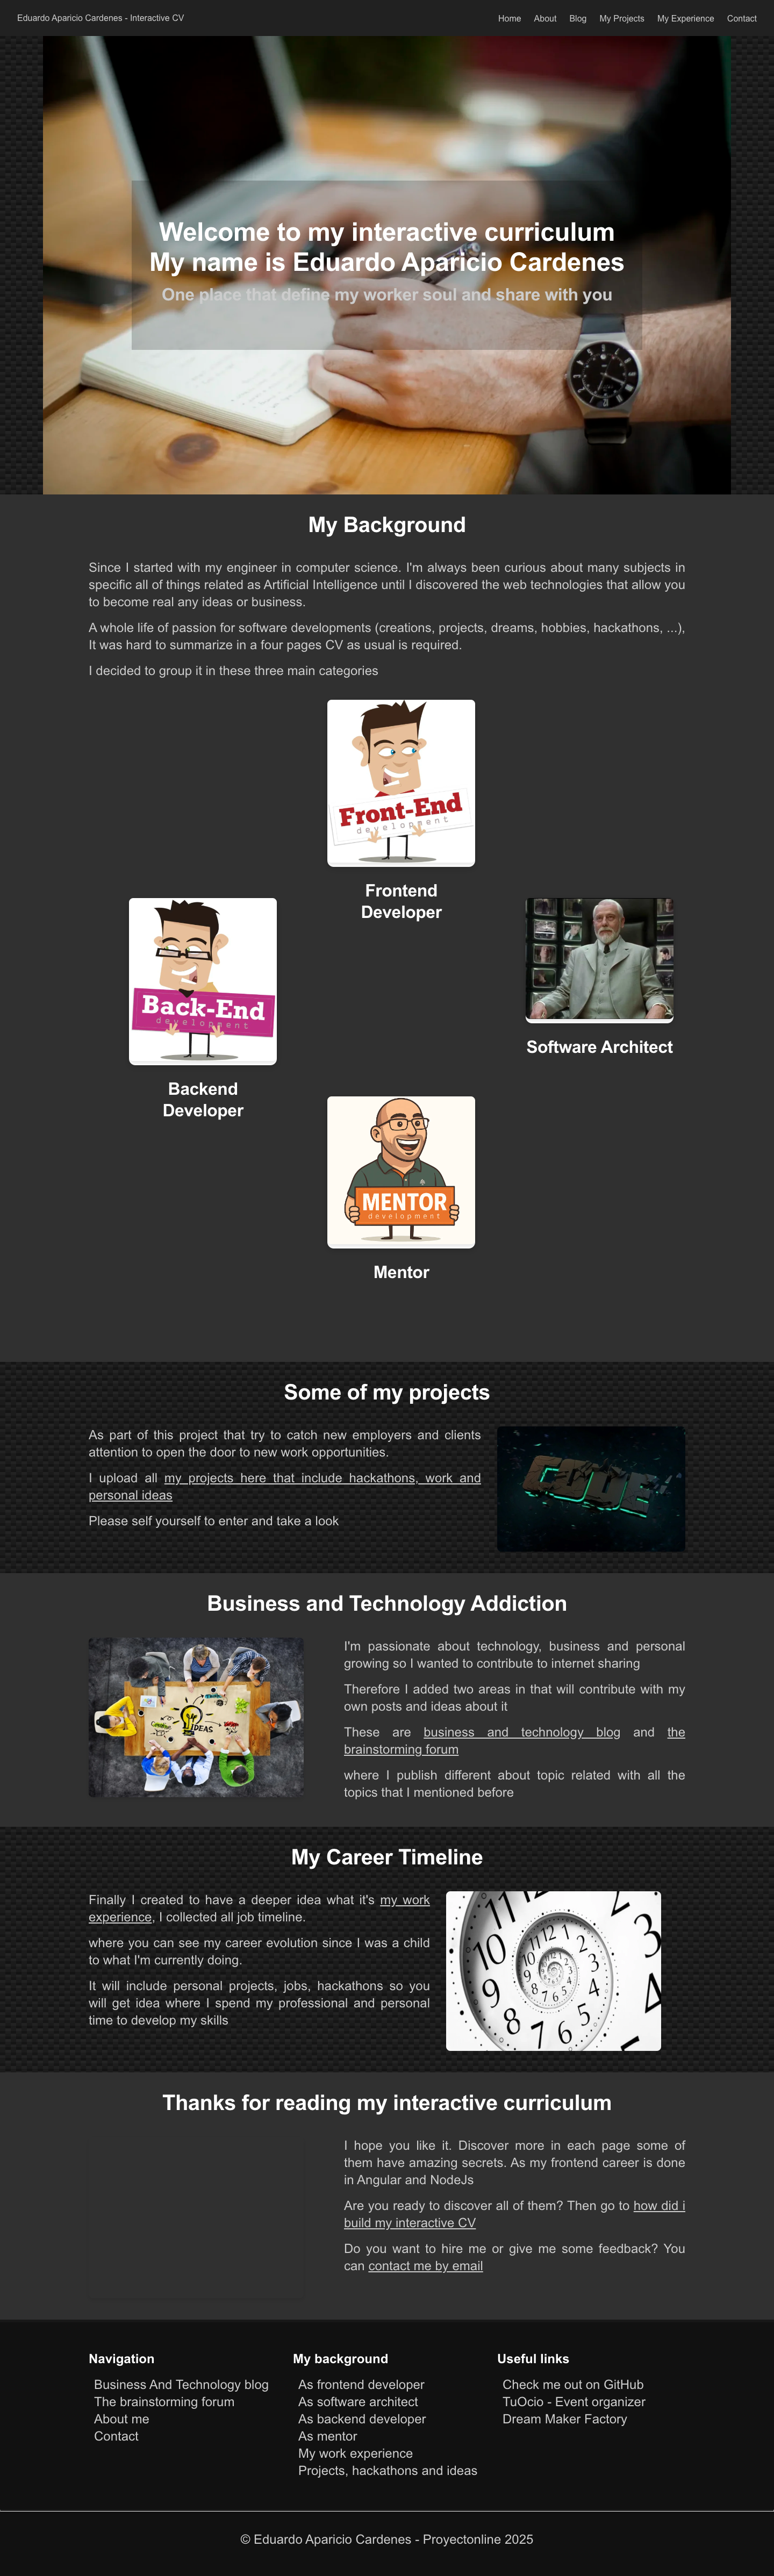 Eduardo Aparicio Cardenes - Interactive CV
Home About Blog My Projects My Experience Contact
Welcome to my interactive curriculum
My name is Eduardo Aparicio Cardenes
One place that define my worker soul and share with you
My Background
Since I started with my engineer in computer science. I'm always been curious about many subjects in
specific all of things related as Artificial Intelligence until I discovered the web technologies that allow you
to become real any ideas or business.
A whole life of passion for software developments (creations, projects, dreams, hobbies, hackathons, ...),
It was hard to summarize in a four pages CV as usual is required.
I decided to group it in these three main categories
Front-End
development
Frontend
Developer
Back-End
development
Backend
Developer
Software Architect
MENTOR
development
Mentor
Some of my projects
As part of this project that try to catch new employers and clients
attention to open the door to new work opportunities.
I upload all my projects here that include hackathons, work and
personal ideas
Please self yourself to enter and take a look
CODE
Business and Technology Addiction
IDEAS
I'm passionate about technology, business and personal
growing so I wanted to contribute to internet sharing
Therefore I added two areas in that will contribute with my
own posts and ideas about it
These are business and technology blog and the
brainstorming forum
where I publish different about topic related with all the
topics that I mentioned before
My Career Timeline
Finally I created to have a deeper idea what it's my work
experience, I collected all job timeline.
where you can see my career evolution since I was a child
to what I'm currently doing.
It will include personal projects, jobs, hackathons so you
will get idea where I spend my professional and personal
time to develop my skills
Thanks for reading my interactive curriculum
I hope you like it. Discover more in each page some of
them have amazing secrets. As my frontend career is done
in Angular and NodeJs
Are you ready to discover all of them? Then go to how did i
build my interactive CV
Do you want to hire me or give me some feedback? You
can contact me by email
Navigation
Business And Technology blog
The brainstorming forum
About me
Contact
My background
As frontend developer
As software architect
As backend developer
As mentor
My work experience
Projects, hackathons and ideas
Useful links
Check me out on GitHub
TuOcio - Event organizer
Dream Maker Factory
© Eduardo Aparicio Cardenes - Proyectonline 2025